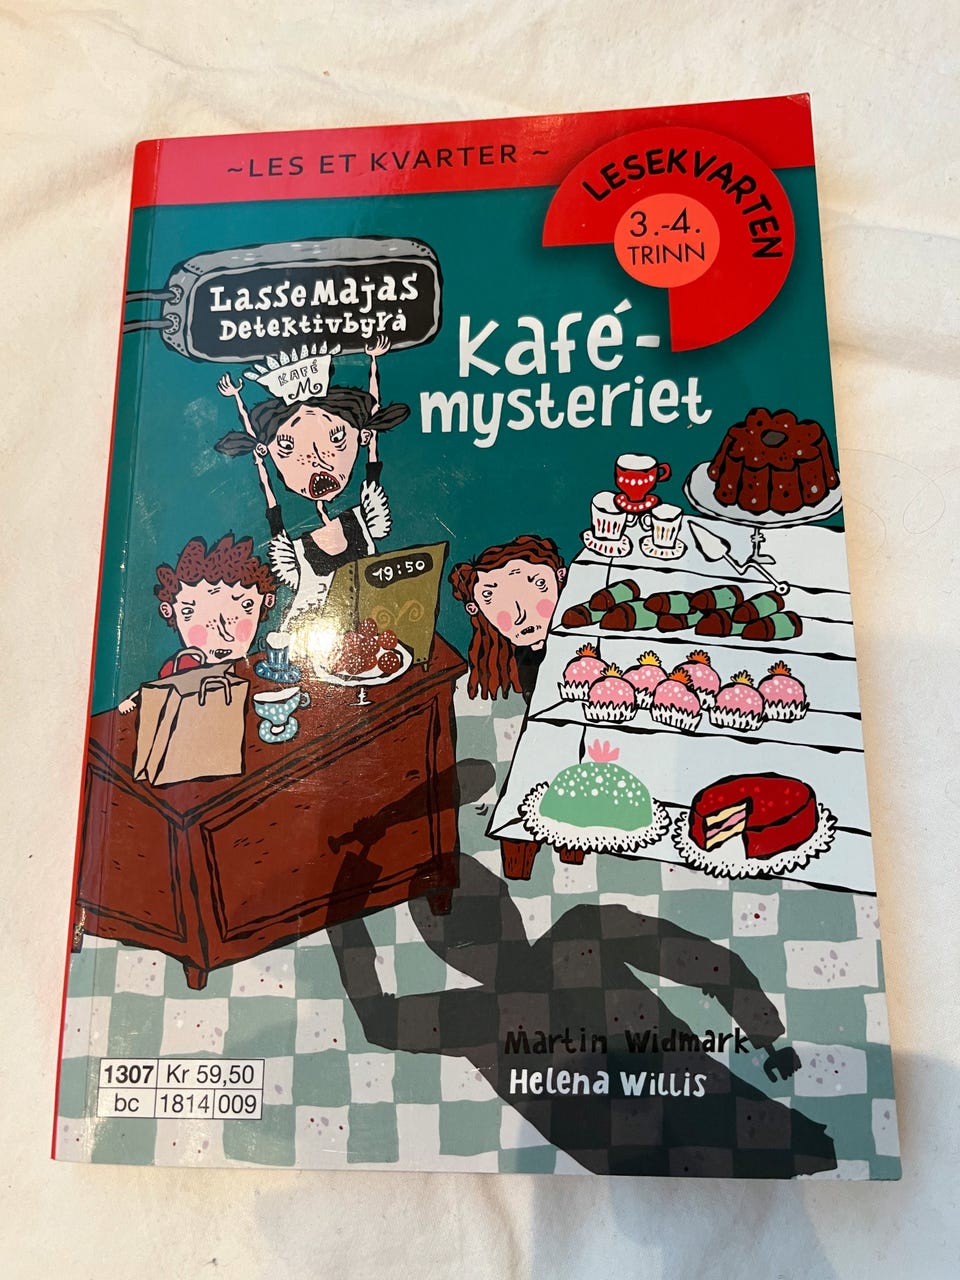 ~LES ET KVARTER~
LESEKVARTEN
3.-4.
TRINN
LasseMajas
Detektivbyrå
Kafé-
mysteriet
KAFÉ
M
19:50
Martin Widmark
Helena Willis
1307 Kr 59,50
bc 1814 009